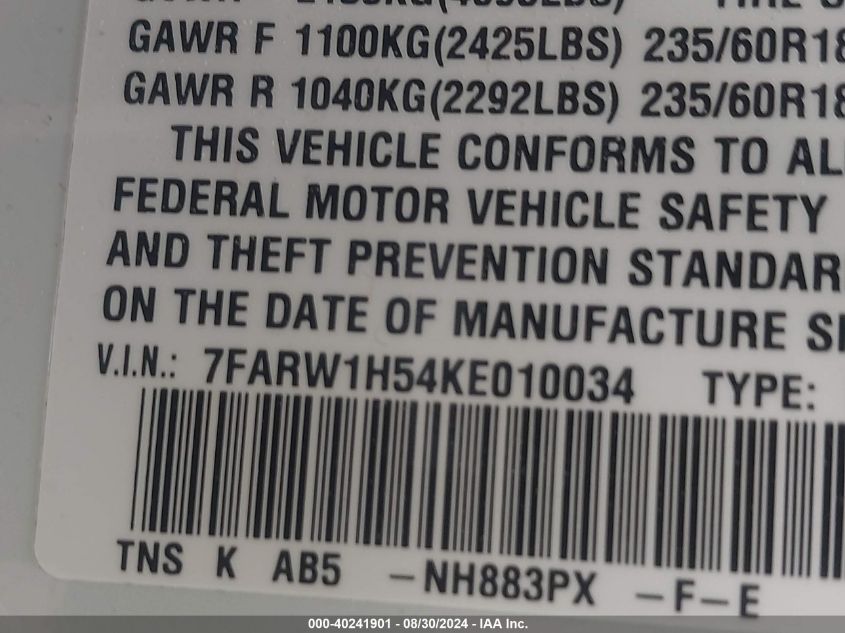 GAWR F 1100KG(2425LBS) 235/60R18
GAWR R 1040KG(2292LBS) 235/60R18
THIS VEHICLE CONFORMS TO ALL
FEDERAL MOTOR VEHICLE SAFETY
AND THEFT PREVENTION STANDAR
ON THE DATE OF MANUFACTURE S
V.I.N.: 7FARW1H54KE010034 TYPE:
TNS K AB5 -NH883PX -F-E
000-40241901 - 08/30/2024 - IAA Inc.